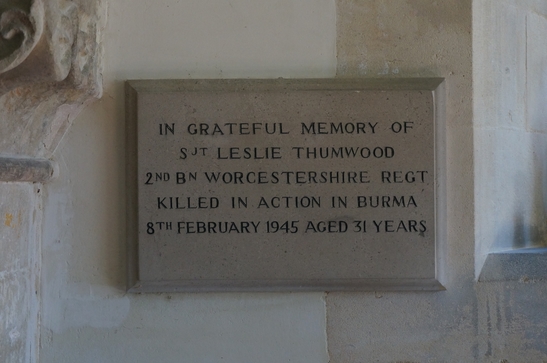 IN GRATEFUL MEMORY OF
SJT LESLIE THUMWOOD
2ND BN WORCESTERSHIRE REGT
KILLED IN ACTION IN BURMA
8TH FEBRUARY 1945 AGED 31 YEARS